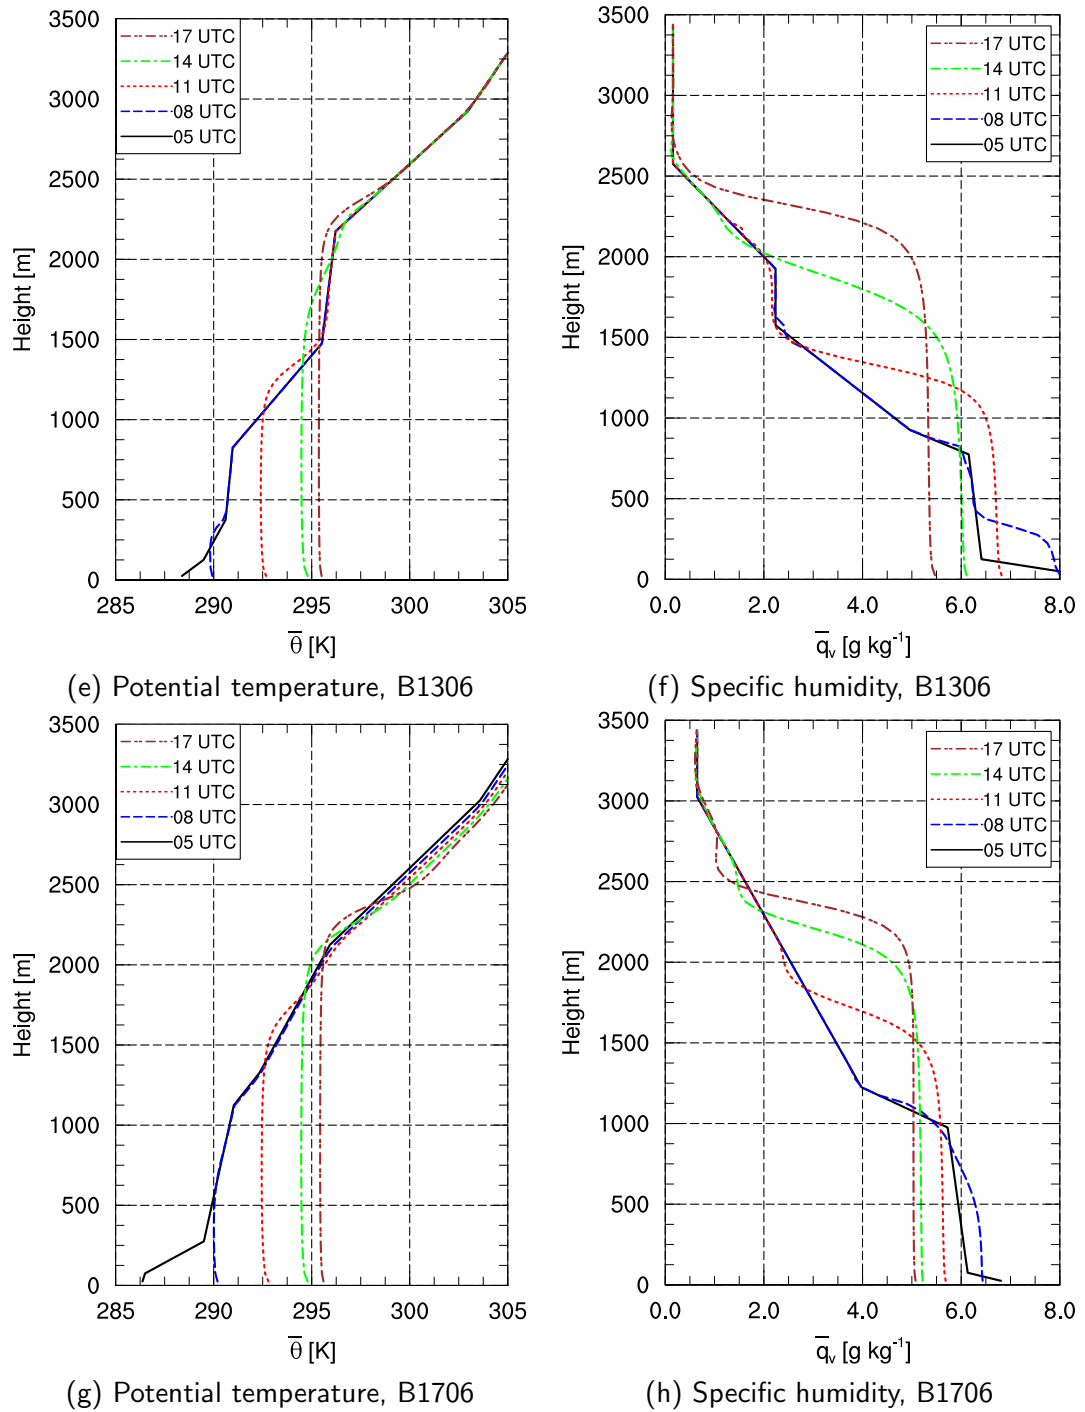 3500
3000
2500
2000
1500
1000
500
0
Height [m]
17 UTC
14 UTC
11 UTC
08 UTC
05 UTC
285 290 295 300 305
θ̅ [K]
(e) Potential temperature, B1306
3500
3000
2500
2000
1500
1000
500
0
Height [m]
17 UTC
14 UTC
11 UTC
08 UTC
05 UTC
0.0 2.0 4.0 6.0 8.0
q̅ᵥ [g kg⁻¹]
(f) Specific humidity, B1306
3500
3000
2500
2000
1500
1000
500
0
Height [m]
17 UTC
14 UTC
11 UTC
08 UTC
05 UTC
285 290 295 300 305
θ̅ [K]
(g) Potential temperature, B1706
3500
3000
2500
2000
1500
1000
500
0
Height [m]
17 UTC
14 UTC
11 UTC
08 UTC
05 UTC
0.0 2.0 4.0 6.0 8.0
q̅ᵥ [g kg⁻¹]
(h) Specific humidity, B1706